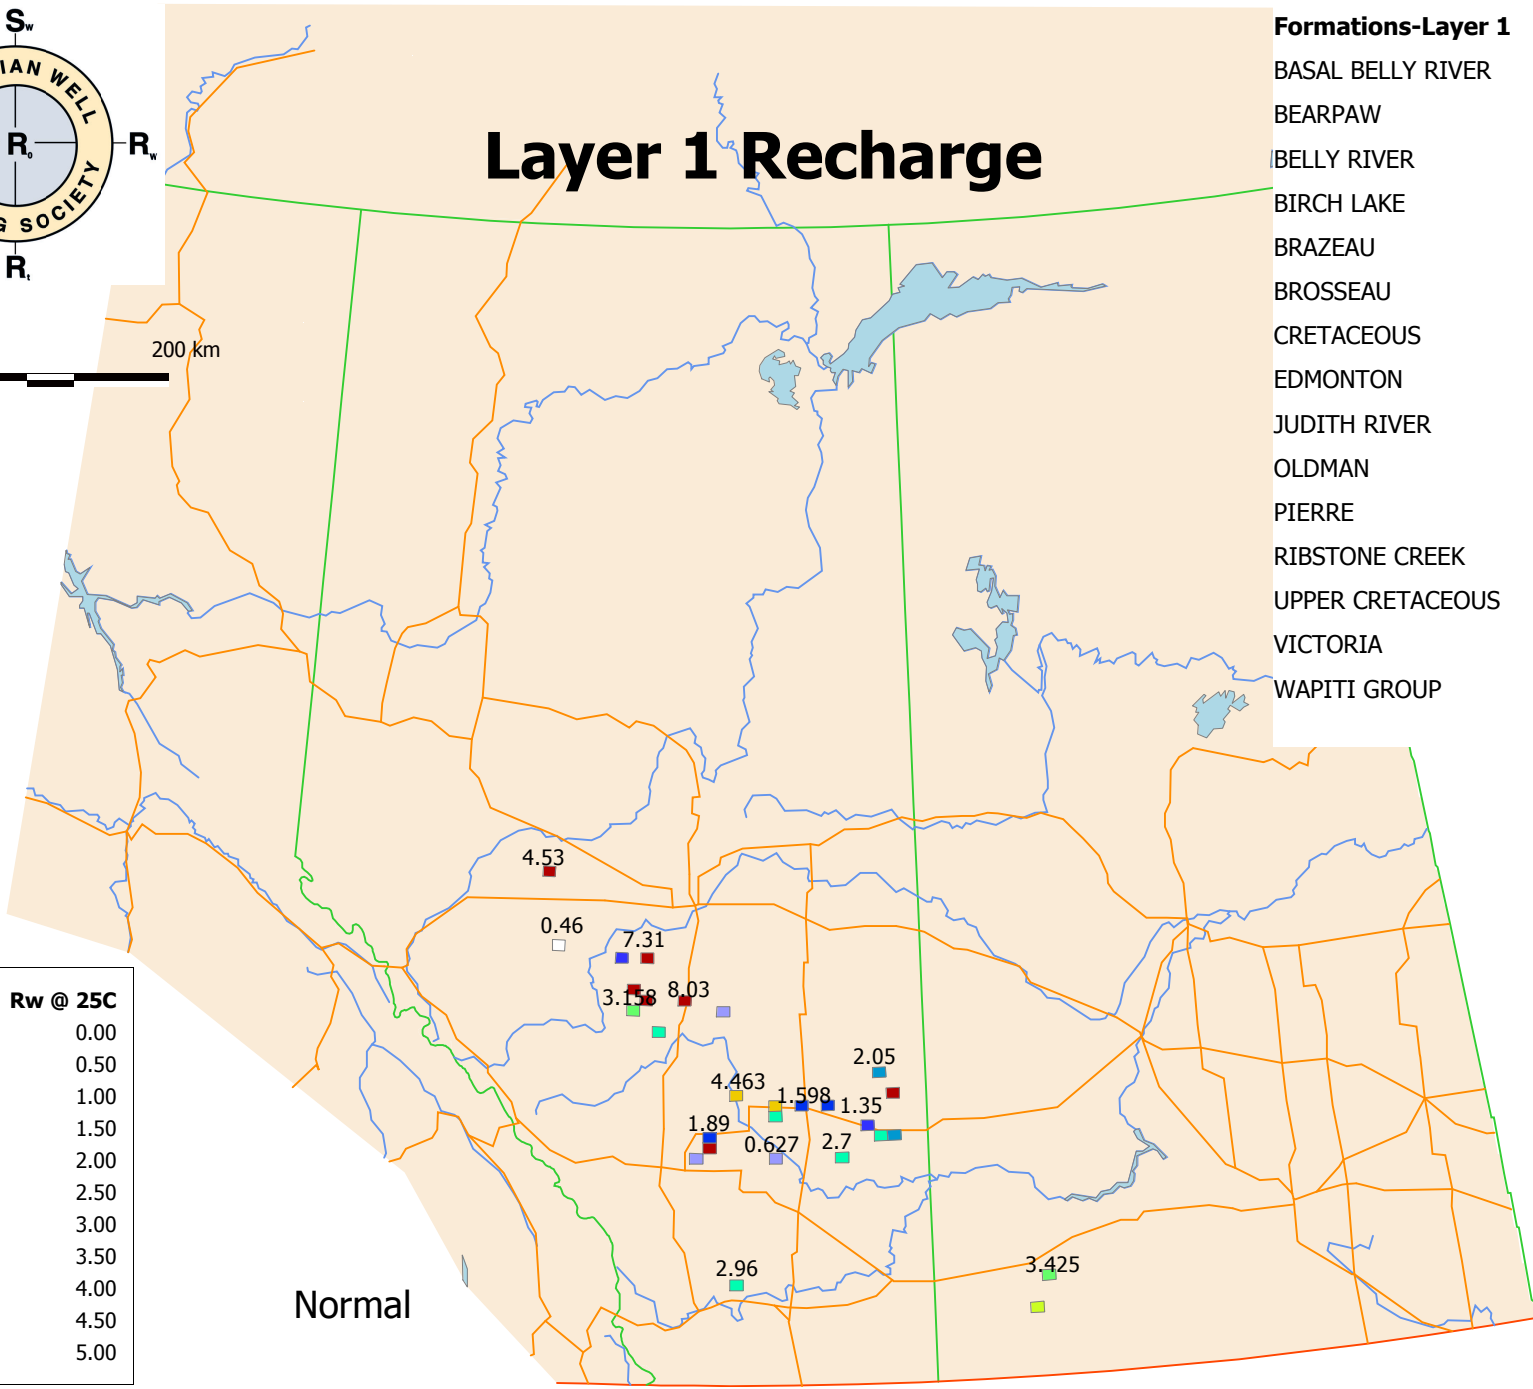 Sw
IAN WELL
Ro
Rw
G SOCIETY
Rt
Layer 1 Recharge
200 km
Formations-Layer 1
BASAL BELLY RIVER
BEARPAW
BELLY RIVER
BIRCH LAKE
BRAZEAU
BROSSEAU
CRETACEOUS
EDMONTON
JUDITH RIVER
OLDMAN
PIERRE
RIBSTONE CREEK
UPPER CRETACEOUS
VICTORIA
WAPITI GROUP
4.53
0.46
7.31
3.158
8.03
2.05
4.463
1.598
1.35
1.89
0.627
2.7
2.96
3.425
Rw @ 25C
0.00
0.50
1.00
1.50
2.00
2.50
3.00
3.50
4.00
4.50
5.00
Normal